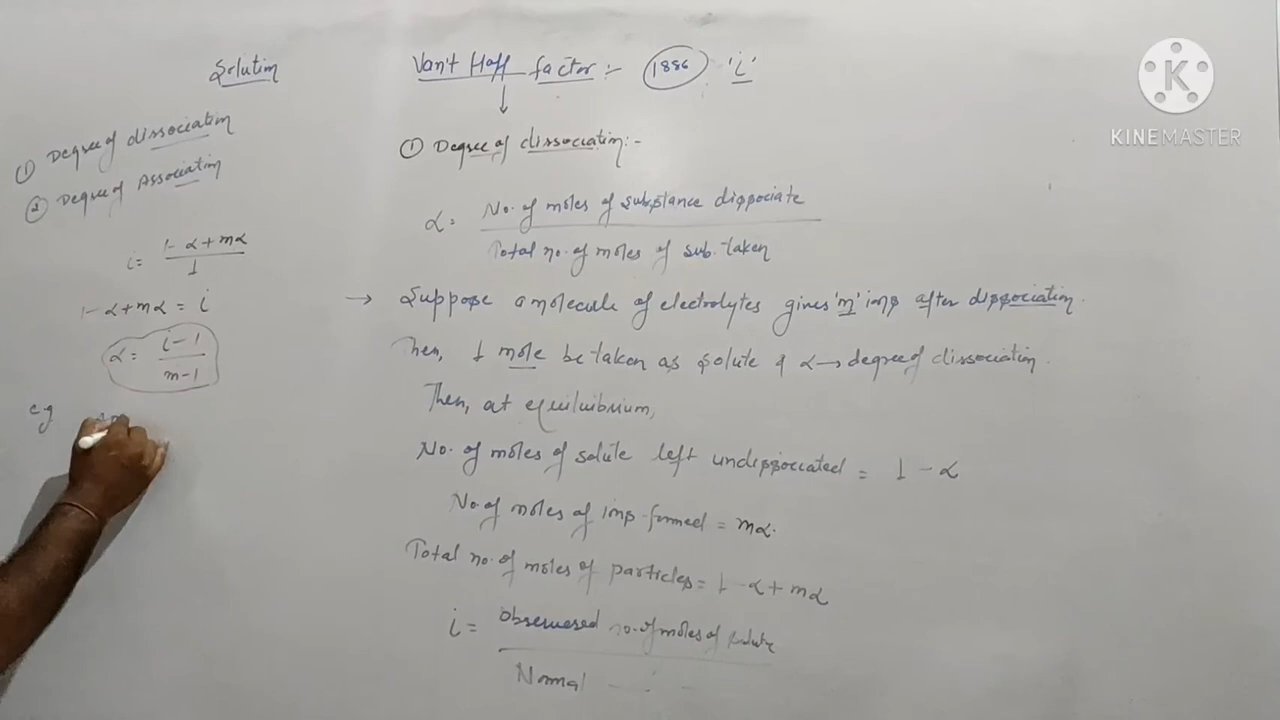 Solution
① Degree of dissociation
② Degree of Association
i = 1 - α + mα / 1
1 - α + mα = i
α = i - 1 / m - 1
e.g
Van't Hoff factor :- 1886 'i'
① Degree of dissociation :-
α = No. of moles of substance dissociate / Total no. of moles of sub. taken
→ Suppose a molecule of electrolytes gives 'm' ions after dissociation.
Then, 1 mole be taken as solute & α → degree of dissociation.
Then, at equiluibrium,
No. of moles of solute left undissociated = 1 - α
No of moles of ions formed = mα.
Total no. of moles of particles = 1 - α + mα
i = Obserwered no. of moles of solute / Normal
KINEMASTER